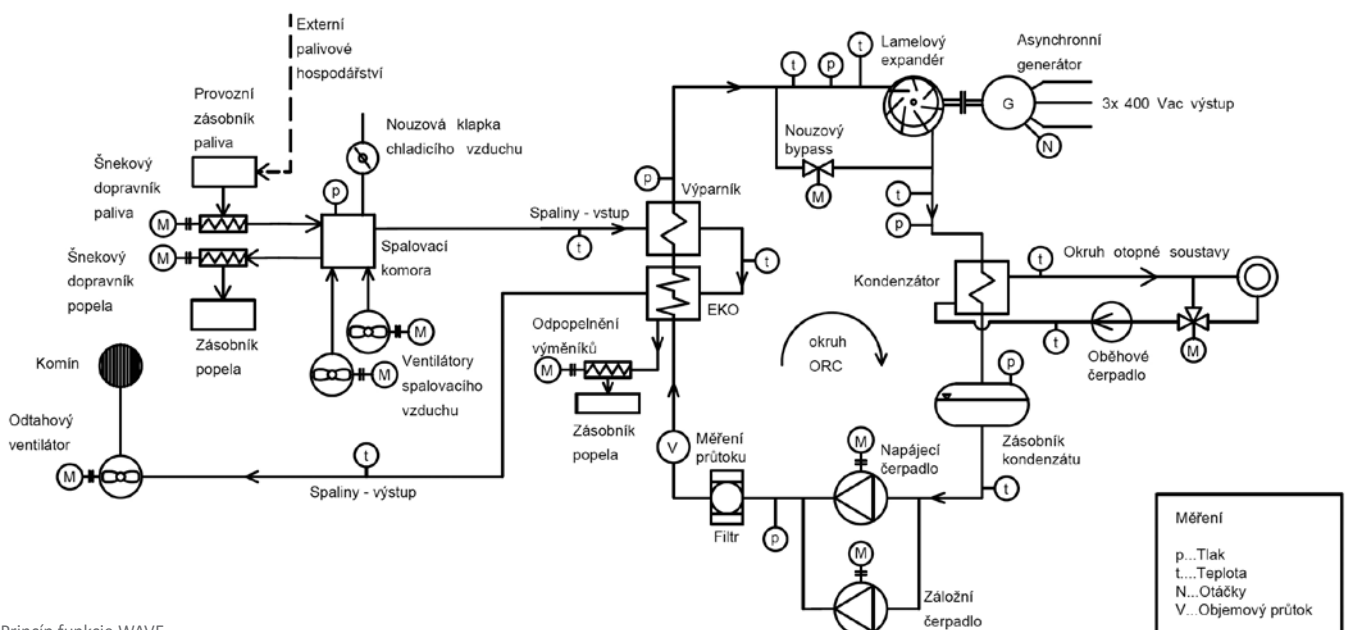 Externí
palivové
hospodářství
Provozní
zásobník
paliva
Nouzová klapka
chladicího vzduchu
Šnekový
dopravník
paliva
M
p
Šnekový
dopravník
popela
M
Spalovací
komora
Zásobník
popela
M
M
Ventilátory
spalovacího
vzduchu
Komín
Odtahový
ventilátor
M
t
Spaliny - výstup
Spaliny - vstup
t
p
Výparník
t
EKO
Odpopelnění
výměníků
M
Zásobník
popela
V
Měření
průtoku
Filtr
p
t
p
t
Lamelový
expandér
Asynchronní
generátor
G
3x 400 Vac výstup
N
Nouzový
bypass
M
t
p
Kondenzátor
t
Okruh otopné soustavy
t
Oběhové
čerpadlo
M
okruh
ORC
p
Zásobník
kondenzátu
t
M
Napájecí
čerpadlo
M
Záložní
čerpadlo
Měření
p...Tlak
t....Teplota
N...Otáčky
V...Objemový průtok